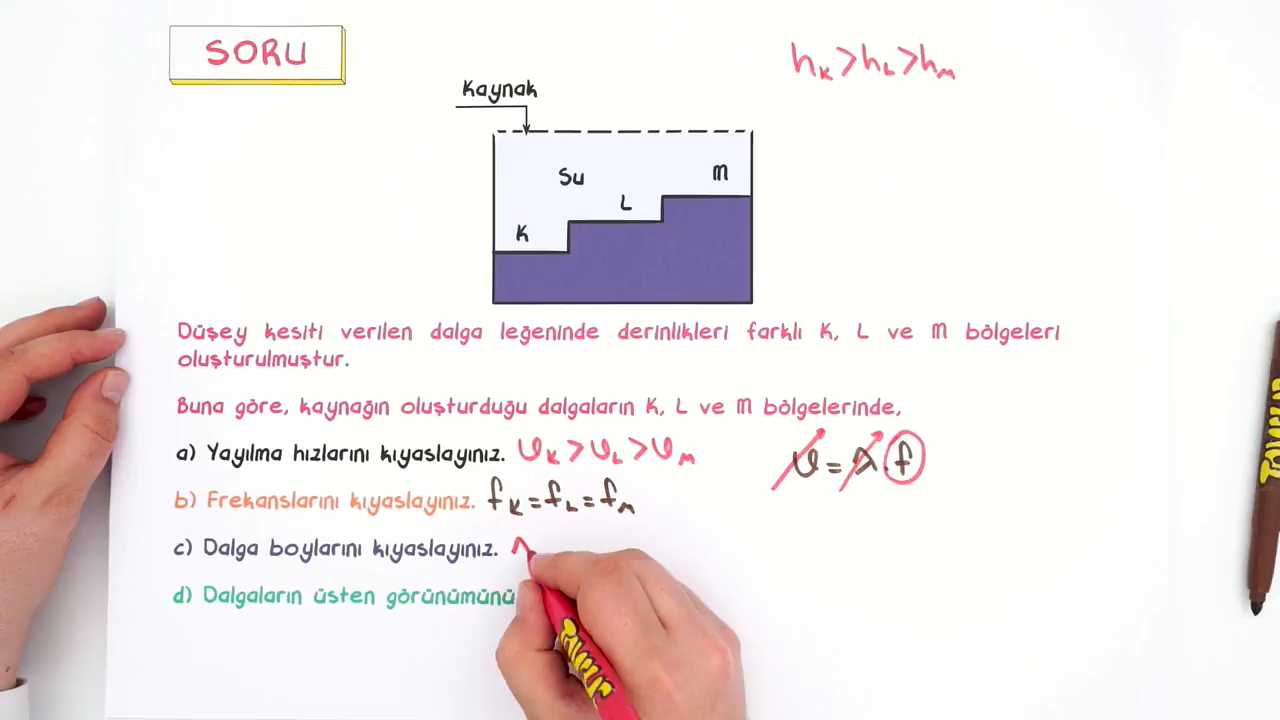 SORU
hK > hL > hM
Kaynak
Su
M
L
K
Düşey kesiti verilen dalga leğeninde derinlikleri farklı K, L ve M bölgeleri
oluşturulmuştur.
Buna göre, kaynağın oluşturduğu dalgaların K, L ve M bölgelerinde,
a) Yayılma hızlarını kıyaslayınız. υK > υL > υM
υ = λ.f
b) Frekanslarını kıyaslayınız. fK = fL = fM
c) Dalga boylarını kıyaslayınız.
d) Dalgaların üsten görünümünü